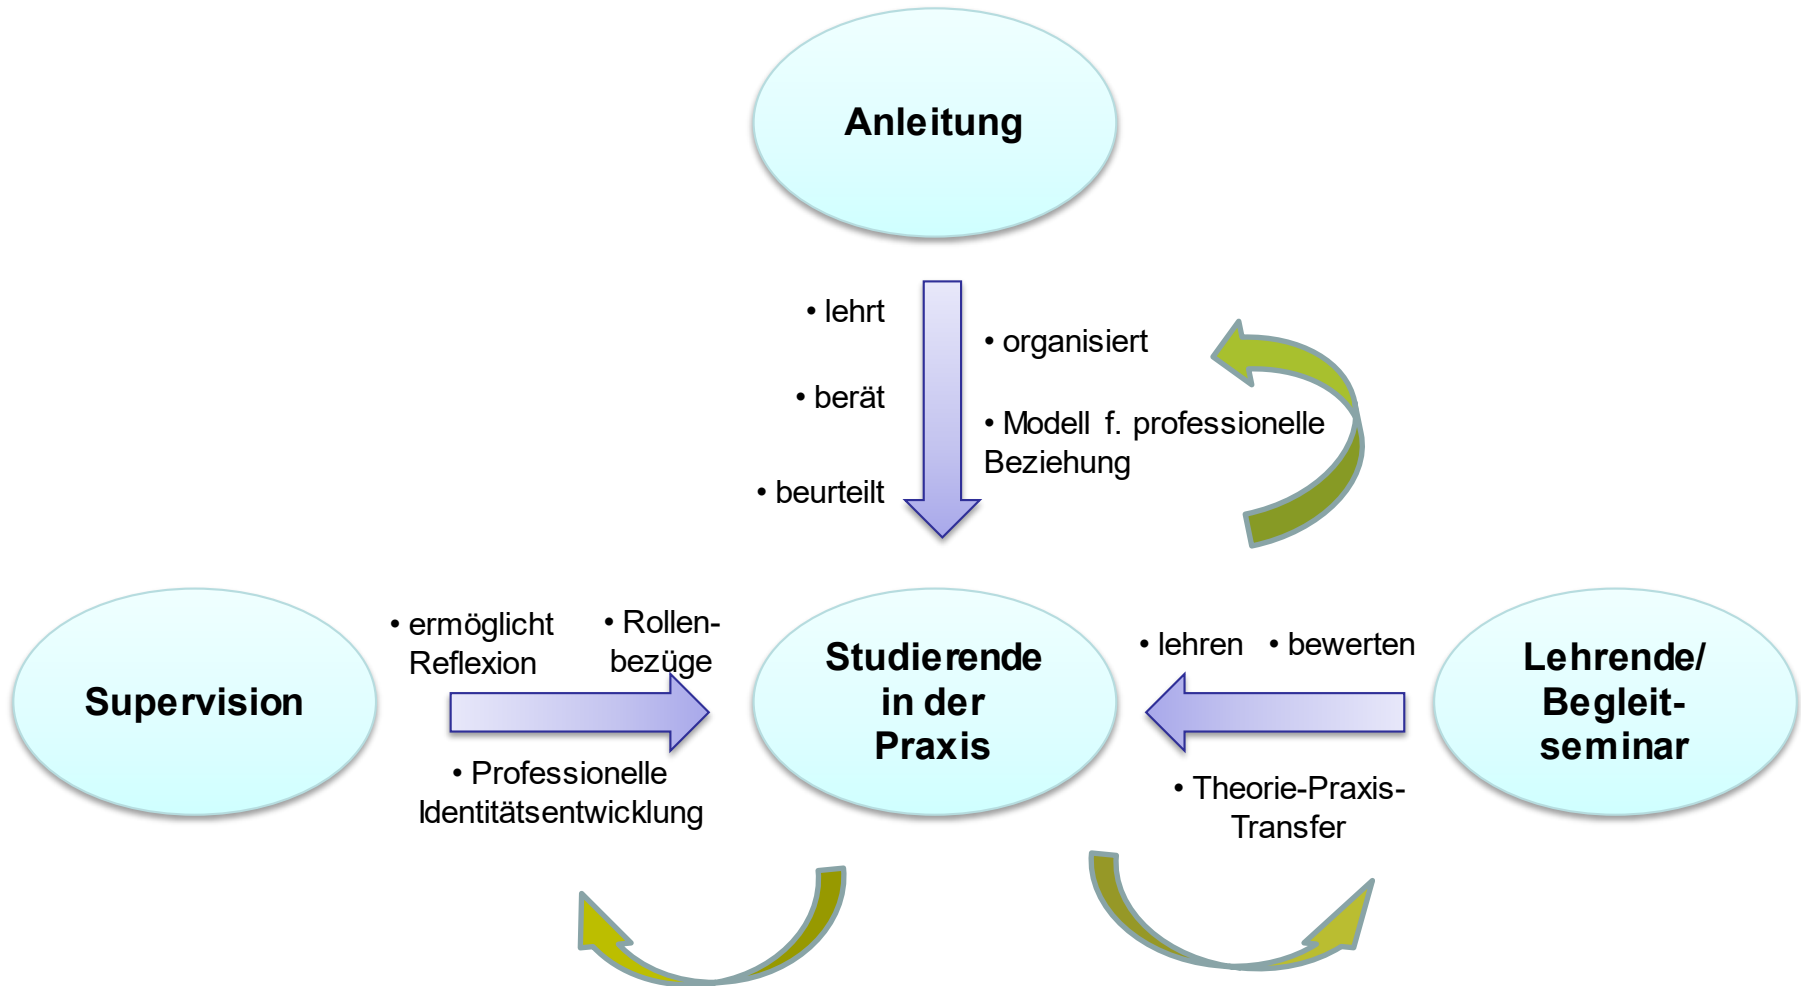 Anleitung
• lehrt
• organisiert
• berät
• Modell f. professionelle
Beziehung
• beurteilt
Supervision
• ermöglicht
Reflexion
• Rollen-
bezüge
• Professionelle
Identitätsentwicklung
Studierende
in der
Praxis
• lehren
• bewerten
• Theorie-Praxis-
Transfer
Lehrende/
Begleit-
seminar